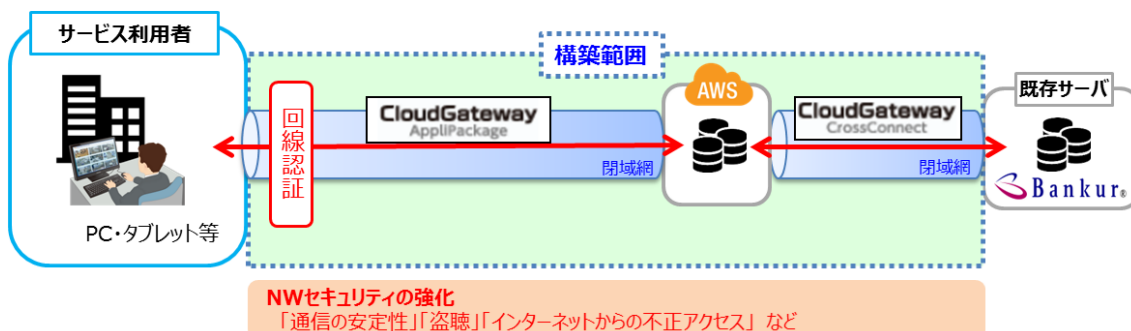 サービス利用者
構築範囲
回線認証
CloudGateway
AppliPackage
AWS
CloudGateway
CrossConnect
既存サーバ
閉域網
閉域網
Bankur®
PC・タブレット等
NWセキュリティの強化
「通信の安定性」「盗聴」「インターネットからの不正アクセス」など